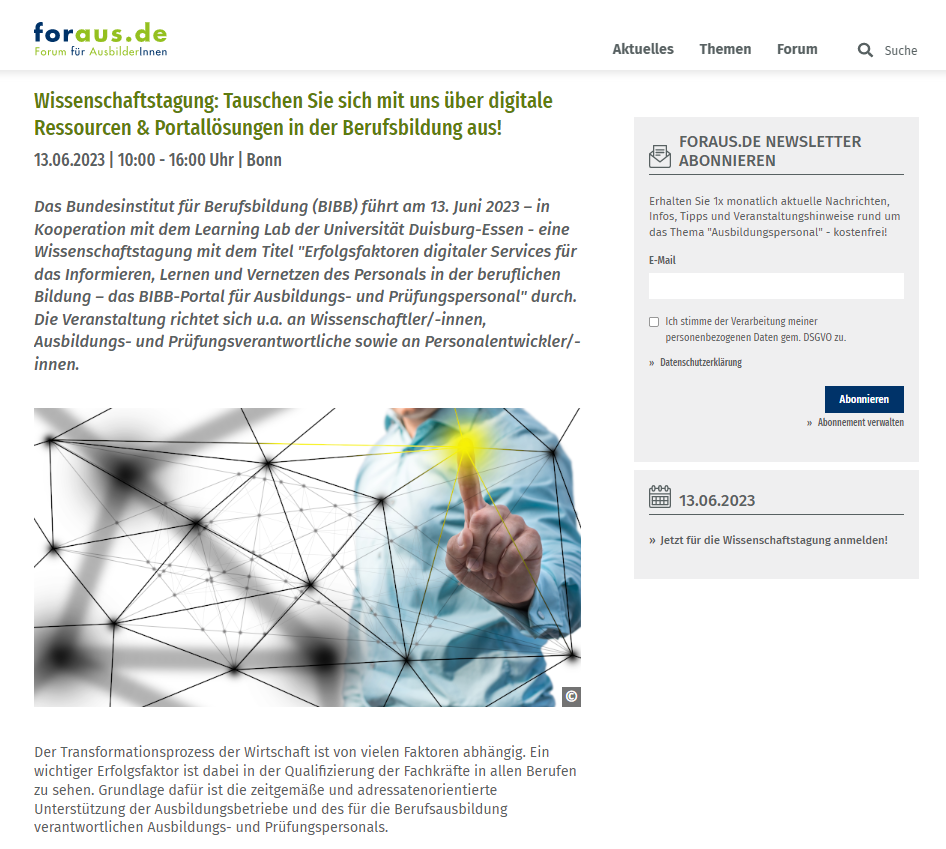 foraus.de
Forum für AusbilderInnen
Aktuelles
Themen
Forum
Suche
Wissenschaftstagung: Tauschen Sie sich mit uns über digitale
Ressourcen & Portallösungen in der Berufsbildung aus!
13.06.2023 | 10:00 - 16:00 Uhr | Bonn
Das Bundesinstitut für Berufsbildung (BIBB) führt am 13. Juni 2023 – in
Kooperation mit dem Learning Lab der Universität Duisburg-Essen - eine
Wissenschaftstagung mit dem Titel "Erfolgsfaktoren digitaler Services für
das Informieren, Lernen und Vernetzen des Personals in der beruflichen
Bildung – das BIBB-Portal für Ausbildungs- und Prüfungspersonal" durch.
Die Veranstaltung richtet sich u.a. an Wissenschaftler/-innen,
Ausbildungs- und Prüfungsverantwortliche sowie an Personalentwickler/-
innen.
©
Der Transformationsprozess der Wirtschaft ist von vielen Faktoren abhängig. Ein
wichtiger Erfolgsfaktor ist dabei in der Qualifizierung der Fachkräfte in allen Berufen
zu sehen. Grundlage dafür ist die zeitgemäße und adressatenorientierte
Unterstützung der Ausbildungsbetriebe und des für die Berufsausbildung
verantwortlichen Ausbildungs- und Prüfungspersonals.
FORAUS.DE NEWSLETTER
ABONNIEREN
Erhalten Sie 1x monatlich aktuelle Nachrichten,
Infos, Tipps und Veranstaltungshinweise rund um
das Thema "Ausbildungspersonal" - kostenfrei!
E-Mail
Ich stimme der Verarbeitung meiner
personenbezogenen Daten gem. DSGVO zu.
» Datenschutzerklärung
Abonnieren
» Abonnement verwalten
13.06.2023
» Jetzt für die Wissenschaftstagung anmelden!